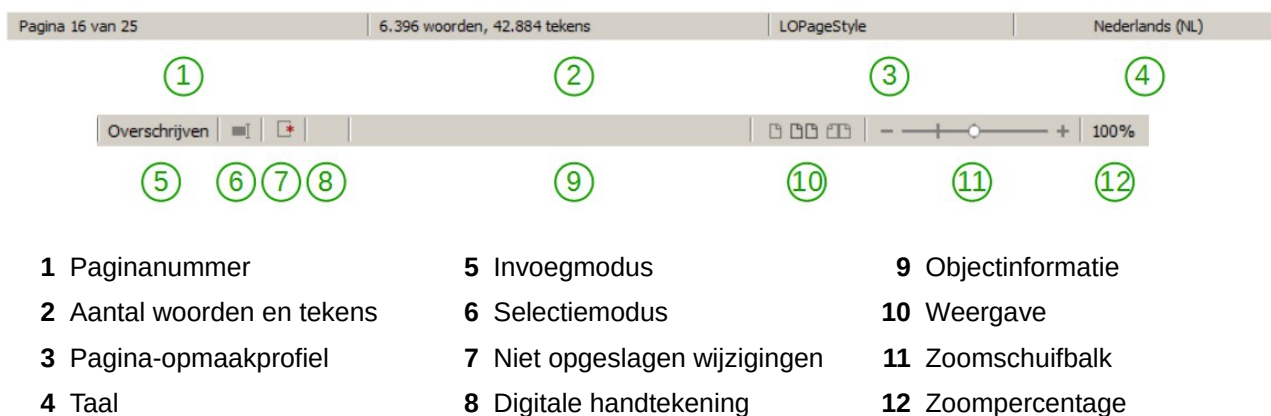 Pagina 16 van 25 6.396 woorden, 42.884 tekens LOPageStyle Nederlands (NL)
1 2 3 4
Overschrijven 100%
5 6 7 8 9 10 11 12
1 Paginanummer 5 Invoegmodus 9 Objectinformatie
2 Aantal woorden en tekens 6 Selectiemodus 10 Weergave
3 Pagina-opmaakprofiel 7 Niet opgeslagen wijzigingen 11 Zoomschuifbalk
4 Taal 8 Digitale handtekening 12 Zoompercentage